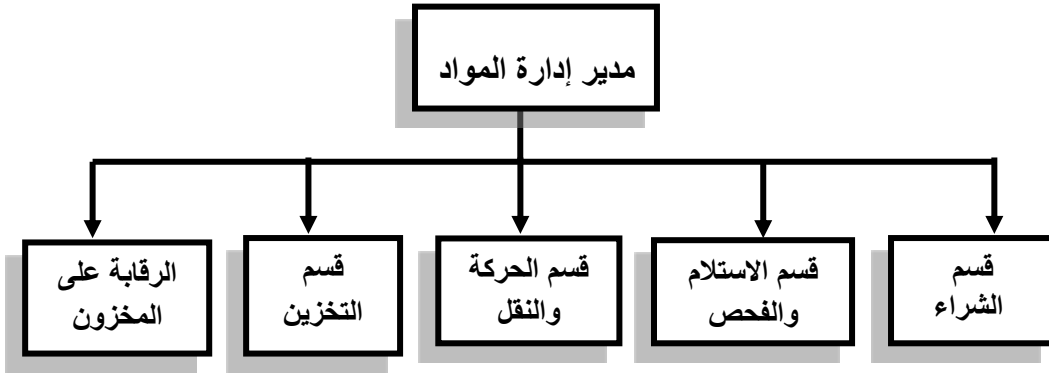 مدير إدارة المواد
قسم
الشراء
قسم الاستلام
والفحص
قسم الحركة
والنقل
قسم
التخزين
الرقابة على
المخزون